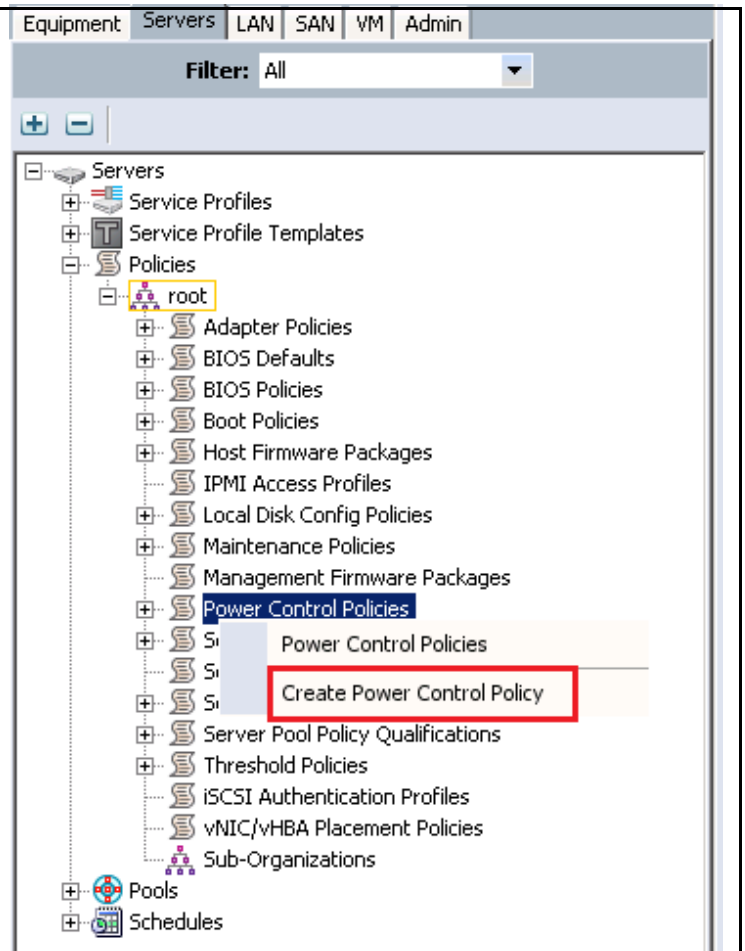 Equipment Servers LAN SAN VM Admin
Filter: All
Servers
Service Profiles
Service Profile Templates
Policies
root
Adapter Policies
BIOS Defaults
BIOS Policies
Boot Policies
Host Firmware Packages
IPMI Access Profiles
Local Disk Config Policies
Maintenance Policies
Management Firmware Packages
Power Control Policies
Power Control Policies
Create Power Control Policy
Server Pool Policy Qualifications
Threshold Policies
iSCSI Authentication Profiles
vNIC/vHBA Placement Policies
Sub-Organizations
Pools
Schedules